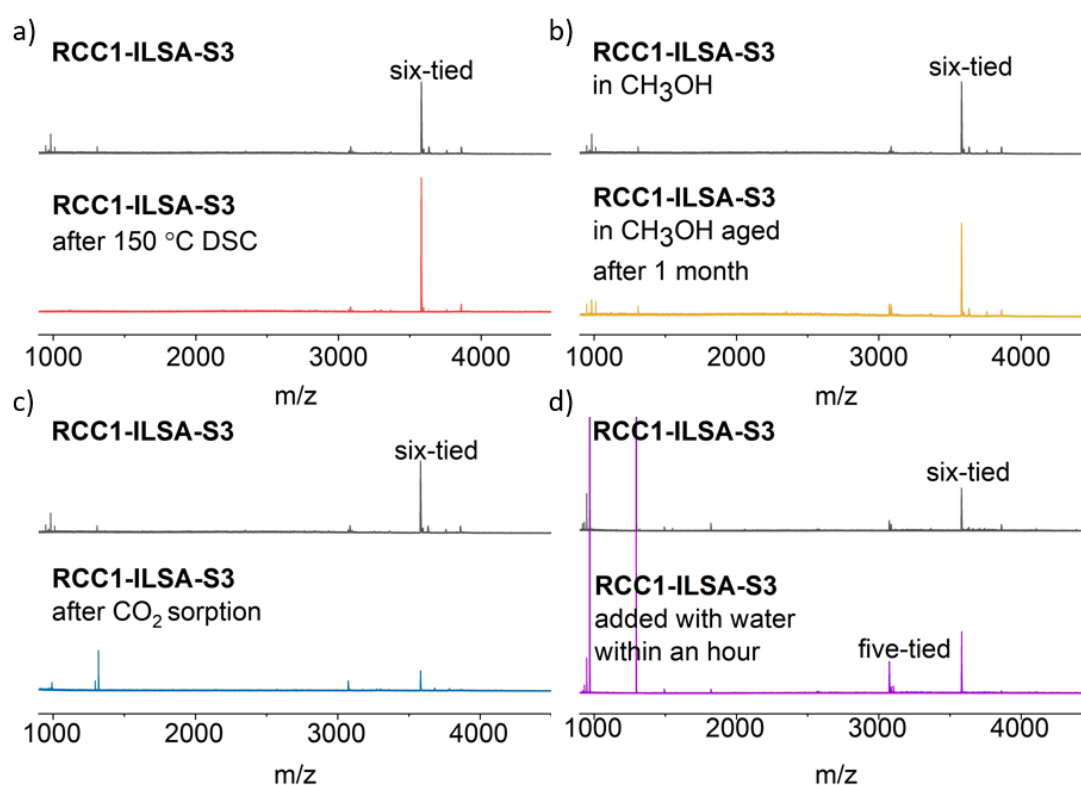 a)
RCC1-ILSA-S3
six-tied
RCC1-ILSA-S3
after 150 °C DSC
1000 2000 3000 4000
m/z
b)
RCC1-ILSA-S3
in CH3OH
six-tied
RCC1-ILSA-S3
in CH3OH aged
after 1 month
1000 2000 3000 4000
m/z
c)
RCC1-ILSA-S3
six-tied
RCC1-ILSA-S3
after CO2 sorption
1000 2000 3000 4000
m/z
d)
RCC1-ILSA-S3
six-tied
RCC1-ILSA-S3
added with water
within an hour
five-tied
1000 2000 3000 4000
m/z